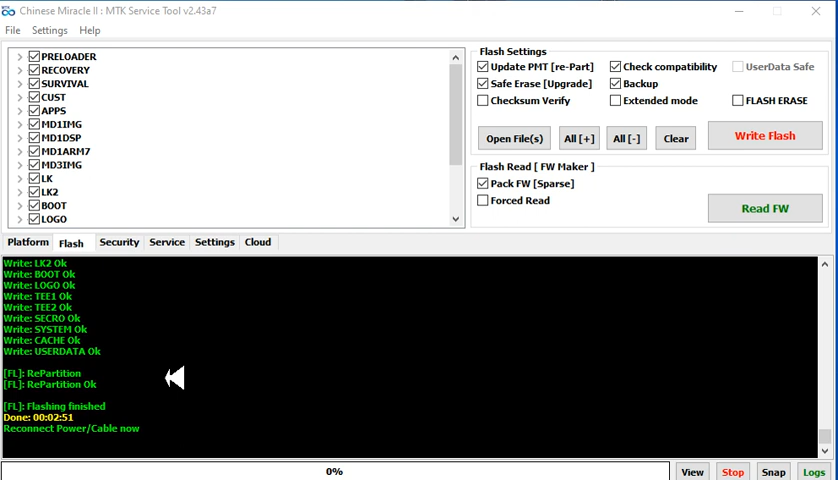 Chinese Miracle II : MTK Service Tool v2.43a7
File Settings Help
PRELOADER
RECOVERY
SURVIVAL
CUST
APPS
MD1IMG
MD1DSP
MD1ARM7
MD3IMG
LK
LK2
BOOT
LOGO
Flash Settings
Update PMT [re-Part] Check compatibility UserData Safe
Safe Erase [Upgrade] Backup
Checksum Verify Extended mode FLASH ERASE
Open File(s) All [+] All [-] Clear Write Flash
Flash Read [ FW Maker ]
Pack FW [Sparse]
Forced Read
Read FW
Platform Flash Security Service Settings Cloud
Write: LK2 Ok
Write: BOOT Ok
Write: LOGO Ok
Write: TEE1 Ok
Write: TEE2 Ok
Write: SECRO Ok
Write: SYSTEM Ok
Write: CACHE Ok
Write: USERDATA Ok
[FL]: RePartition
[FL]: RePartition Ok
[FL]: Flashing finished
Done: 00:02:51
Reconnect Power/Cable now
0% View Stop Snap Logs